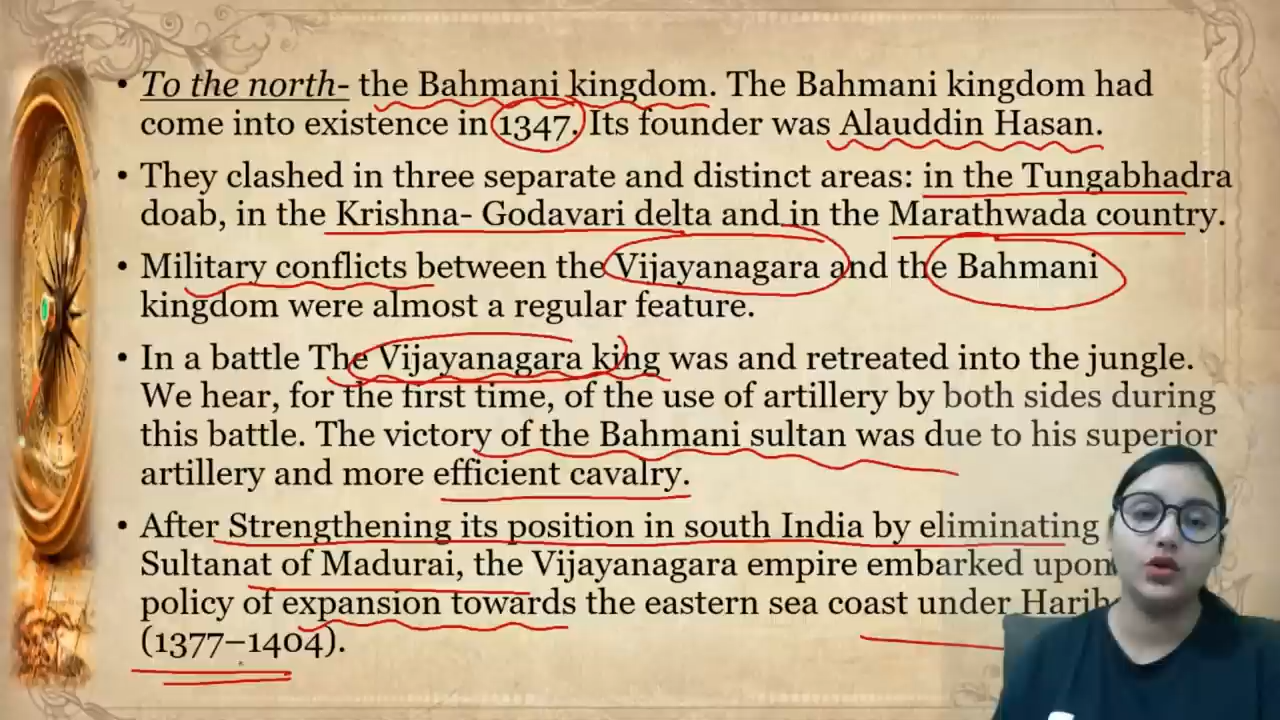 • To the north- the Bahmani kingdom. The Bahmani kingdom had
come into existence in 1347. Its founder was Alauddin Hasan.
• They clashed in three separate and distinct areas: in the Tungabhadra
doab, in the Krishna- Godavari delta and in the Marathwada country.
• Military conflicts between the Vijayanagara and the Bahmani
kingdom were almost a regular feature.
• In a battle The Vijayanagara king was and retreated into the jungle.
We hear, for the first time, of the use of artillery by both sides during
this battle. The victory of the Bahmani sultan was due to his superior
artillery and more efficient cavalry.
• After Strengthening its position in south India by eliminating
Sultanat of Madurai, the Vijayanagara empire embarked upon
policy of expansion towards the eastern sea coast under
(1377–1404).